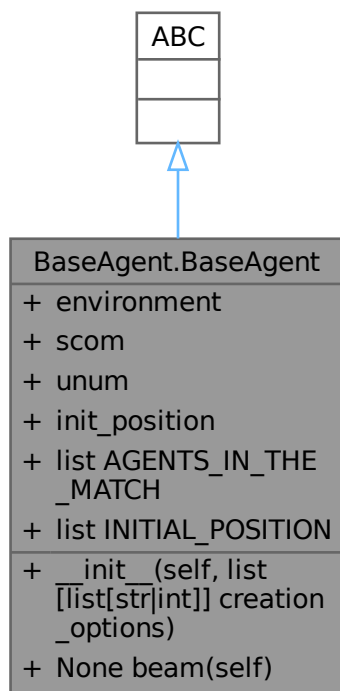 ABC
BaseAgent.BaseAgent
+ environment
+ scom
+ unum
+ init_position
+ list AGENTS_IN_THE
_MATCH
+ list INITIAL_POSITION
+ __init__(self, list
[list[str|int]] creation
_options)
+ None beam(self)